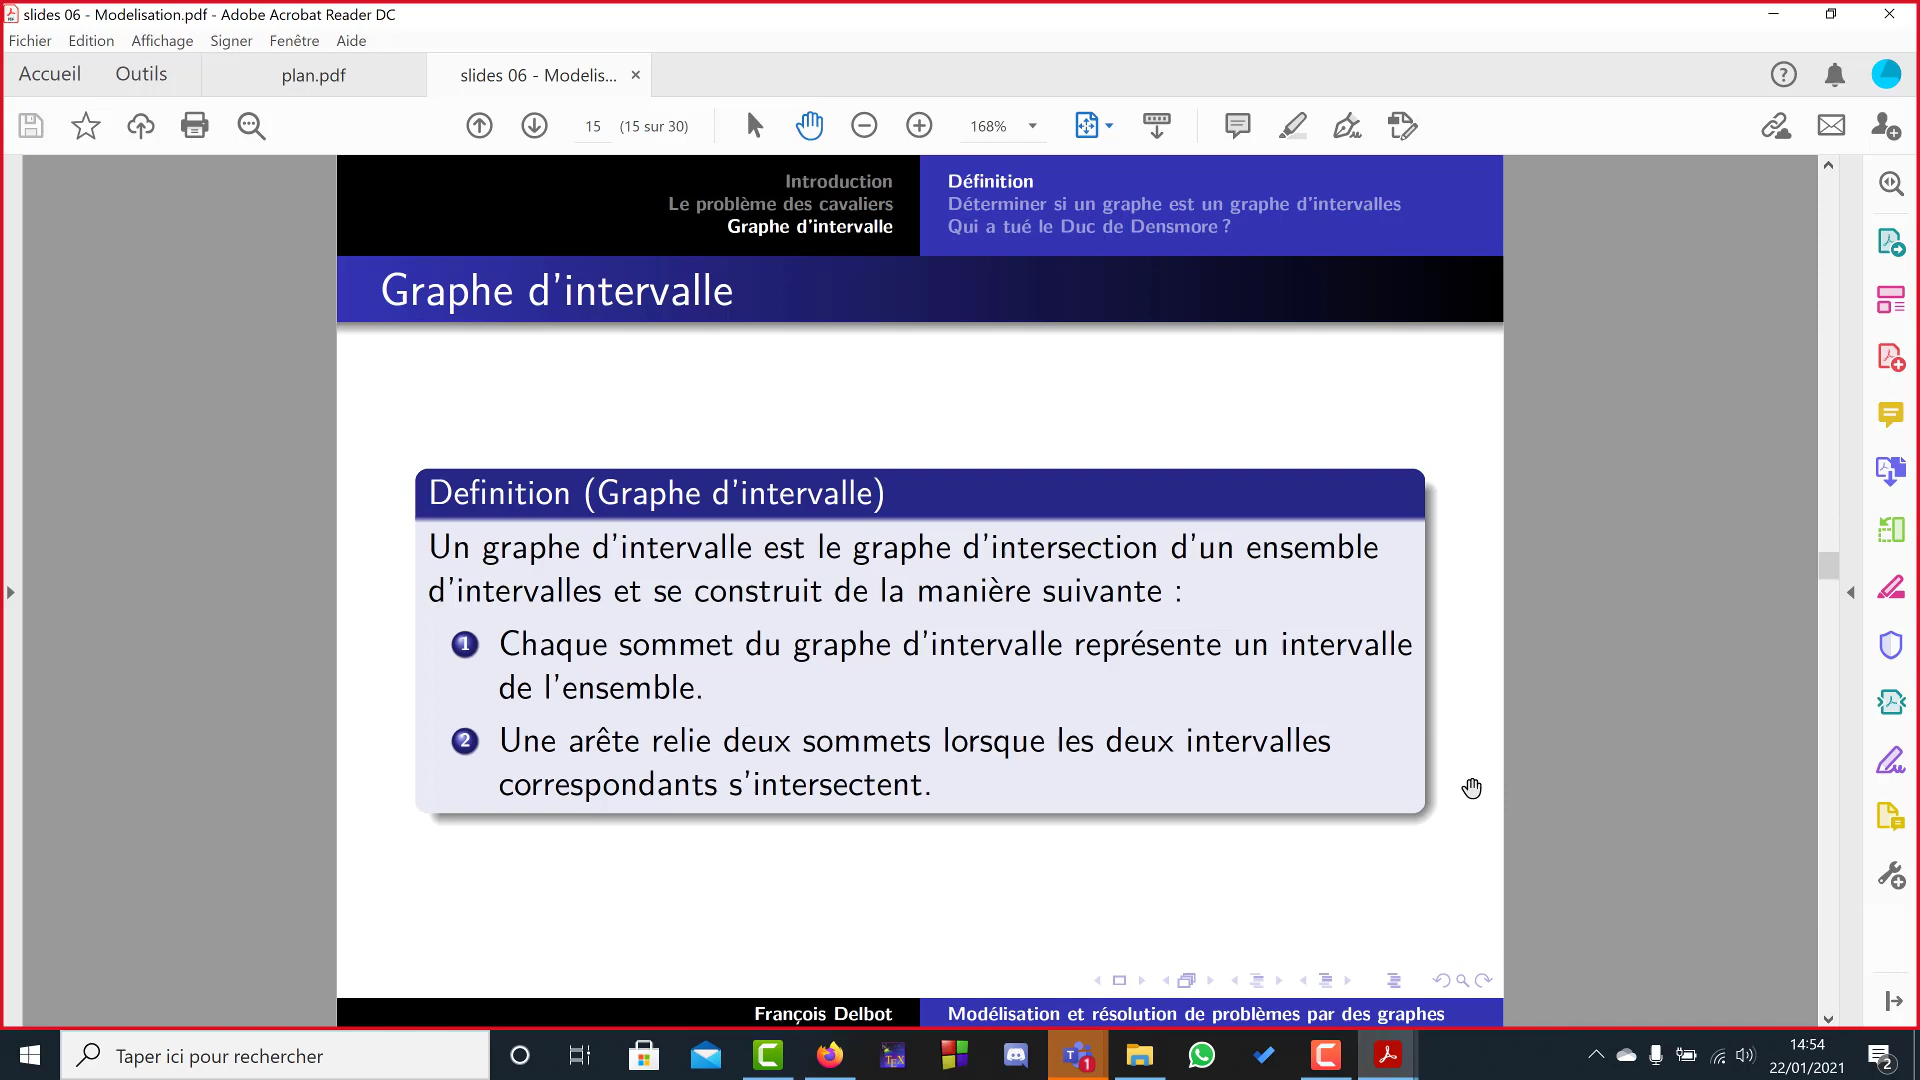 slides 06 - Modelisation.pdf - Adobe Acrobat Reader DC
Fichier Edition Affichage Signer Fenêtre Aide
Accueil Outils plan.pdf slides 06 - Modelis...
15 (15 sur 30) 168%
Introduction
Le problème des cavaliers
Graphe d'intervalle
Définition
Déterminer si un graphe est un graphe d'intervalles
Qui a tué le Duc de Densmore ?
Graphe d'intervalle
Definition (Graphe d'intervalle)
Un graphe d'intervalle est le graphe d'intersection d'un ensemble
d'intervalles et se construit de la manière suivante :
1 Chaque sommet du graphe d'intervalle représente un intervalle
de l'ensemble.
2 Une arête relie deux sommets lorsque les deux intervalles
correspondants s'intersectent.
François Delbot Modélisation et résolution de problèmes par des graphes
Taper ici pour rechercher
14:54
22/01/2021
2